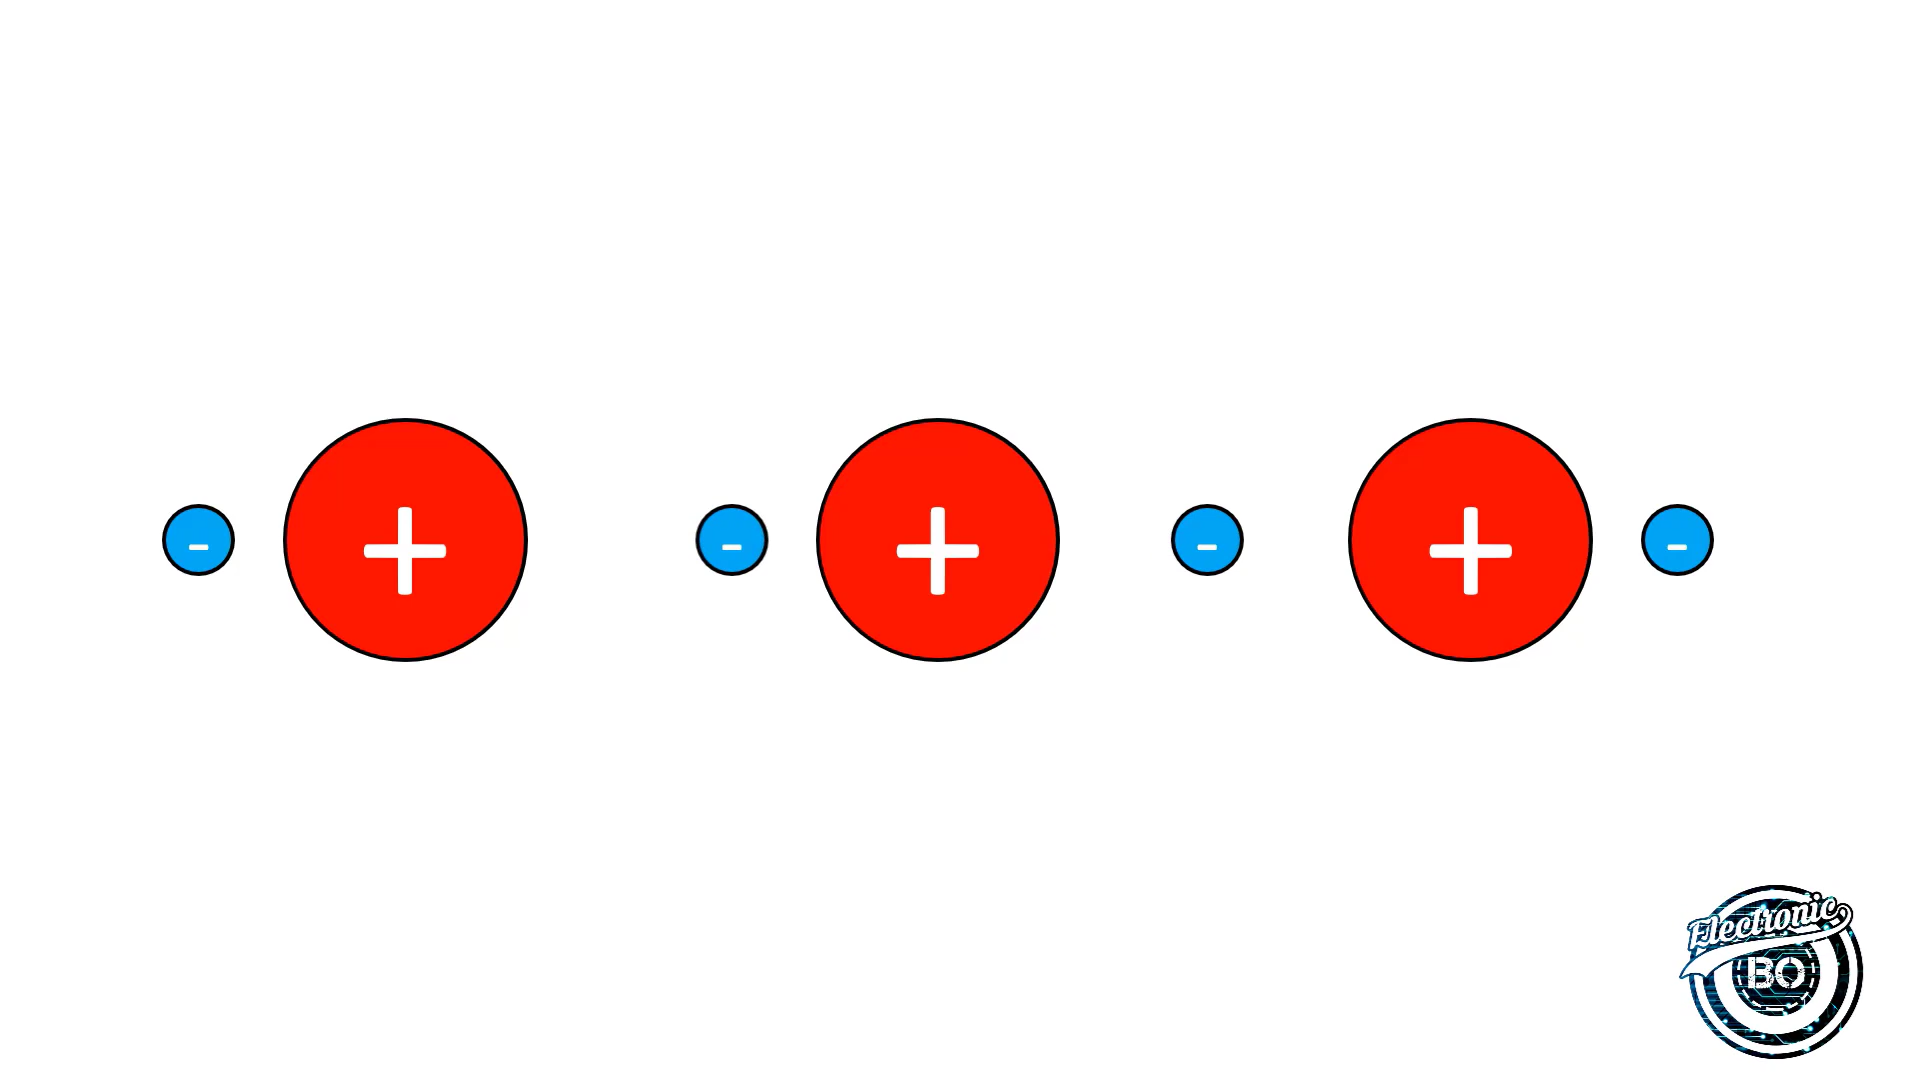 - + - + - + -
Electronic
BO